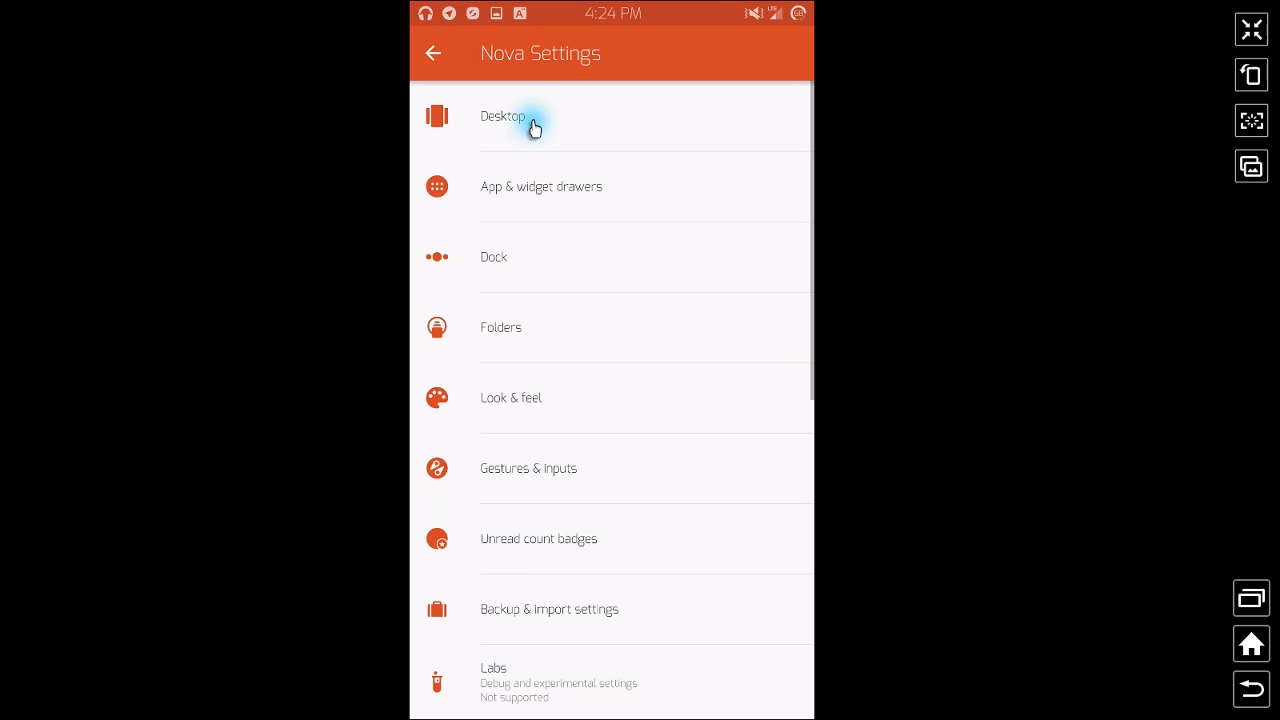 4:24 PM
Nova Settings
Desktop
App & widget drawers
Dock
Folders
Look & feel
Gestures & inputs
Unread count badges
Backup & import settings
Labs
Debug and experimental settings
Not supported